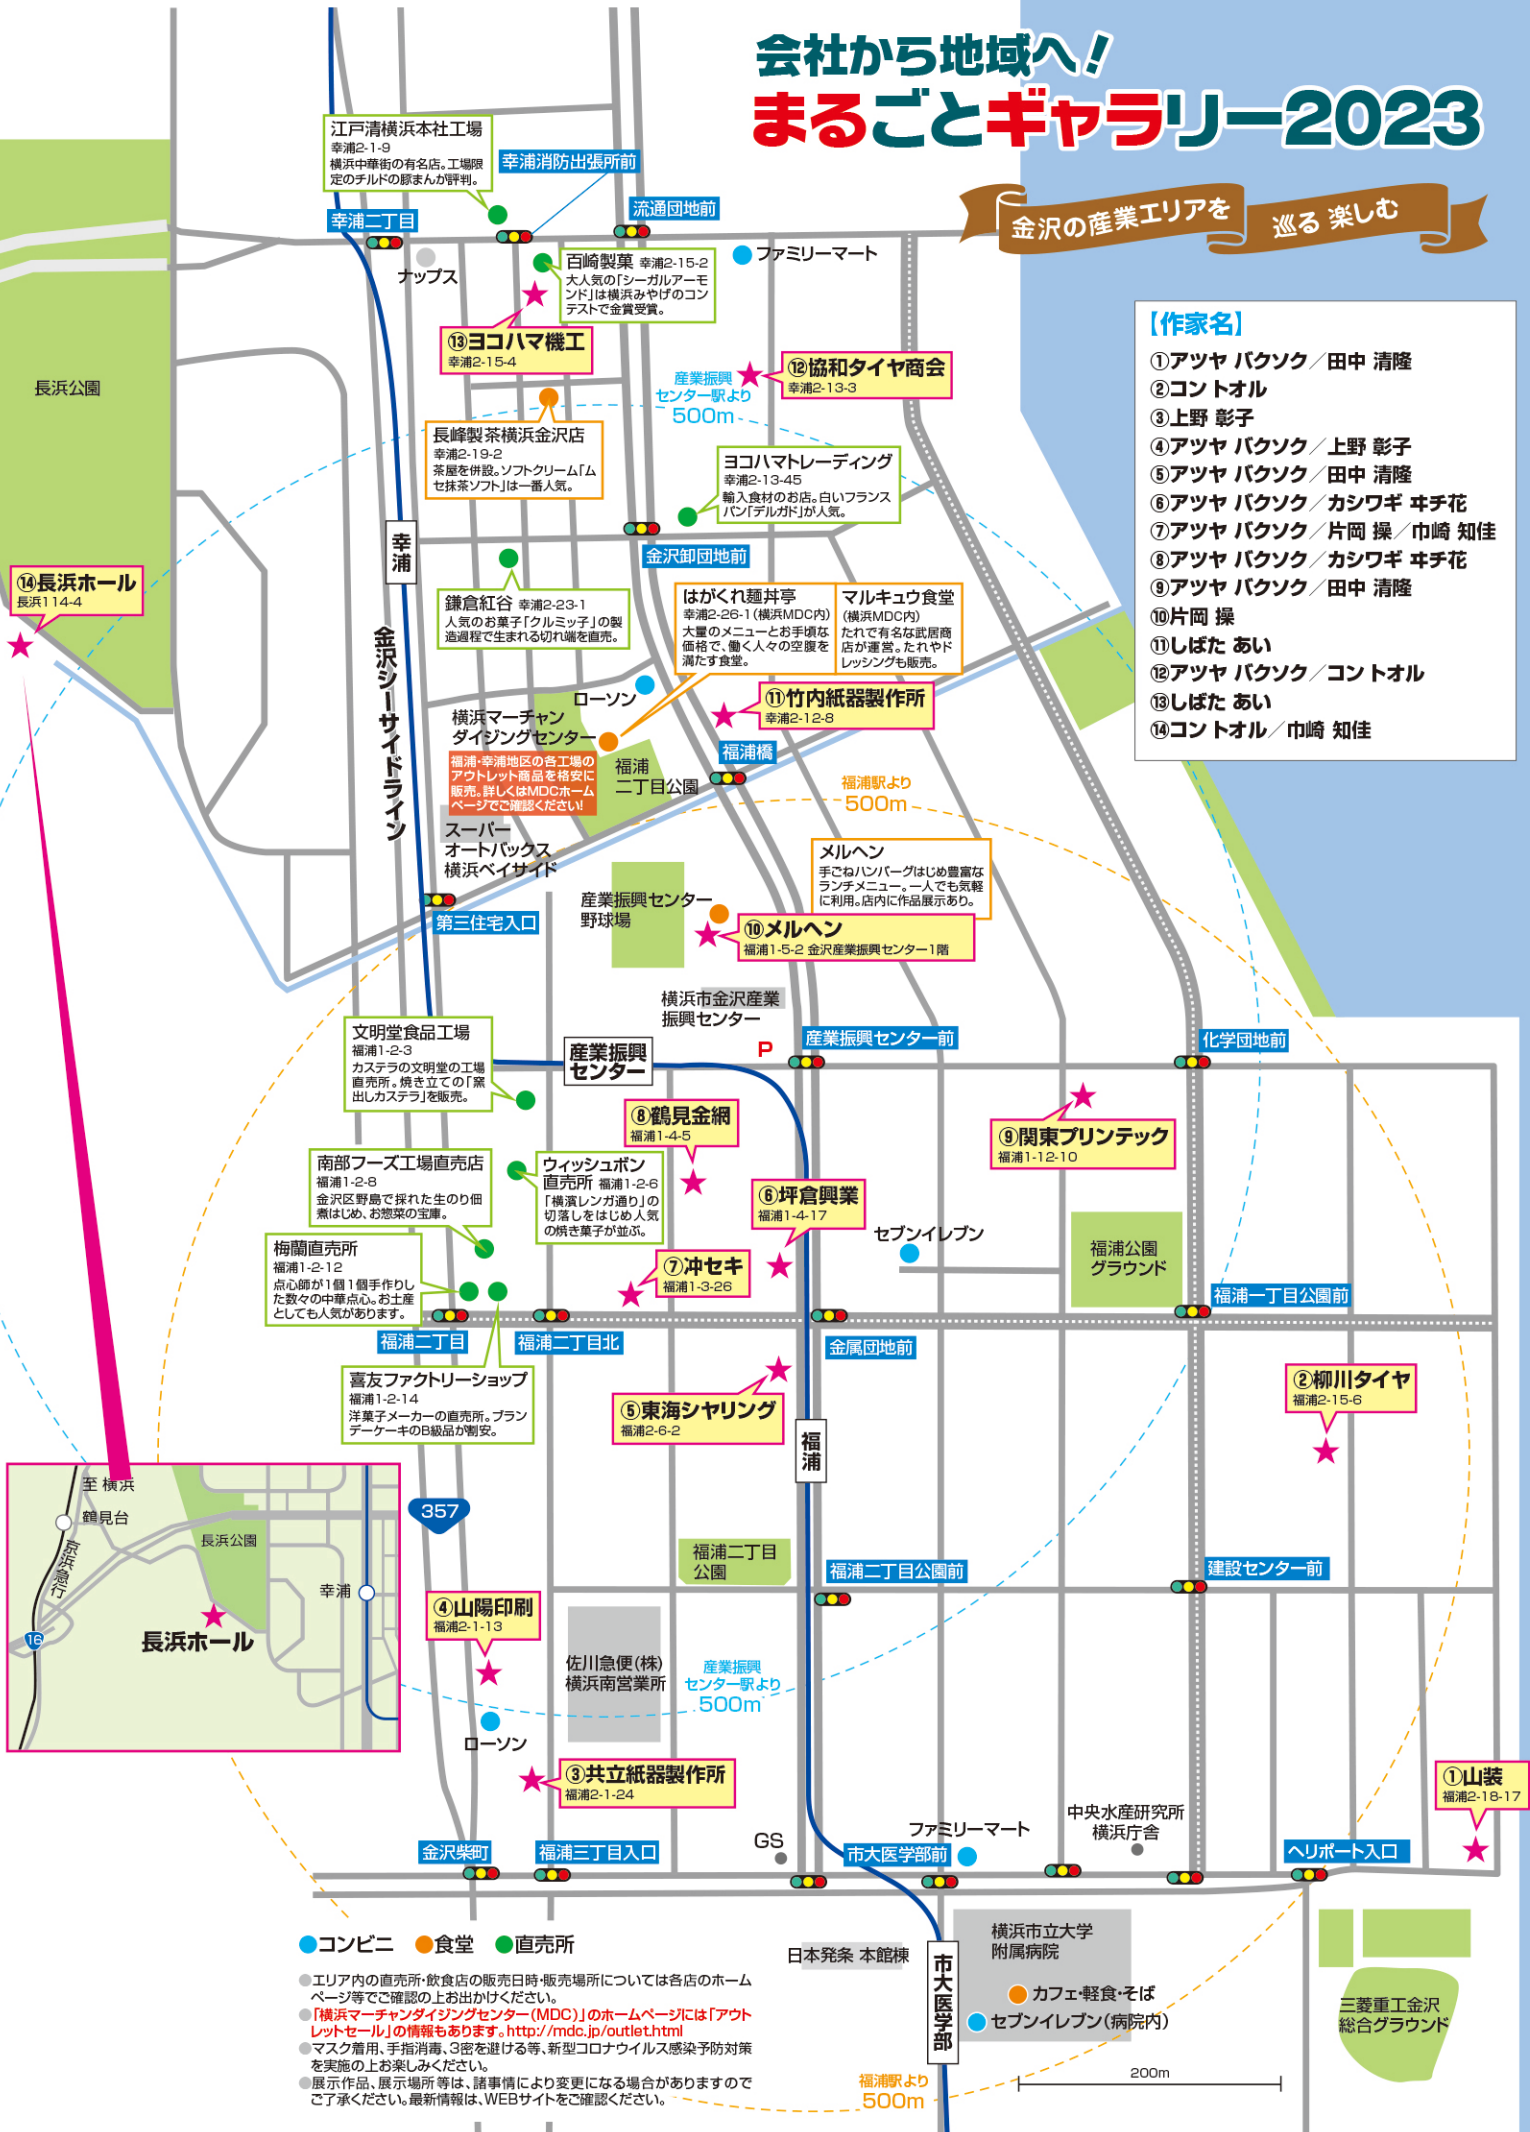 会社から地域へ!
まるごとギャラリー2023
金沢の産業エリアを 巡る 楽しむ
【作家名】
①アツヤ バクソク／田中 清隆
②コン トオル
③上野 彰子
④アツヤ バクソク／上野 彰子
⑤アツヤ バクソク／田中 清隆
⑥アツヤ バクソク／カシワギ ヰチ花
⑦アツヤ バクソク／片岡 操／巾崎 知佳
⑧アツヤ バクソク／カシワギ ヰチ花
⑨アツヤ バクソク／田中 清隆
⑩片岡 操
⑪しばた あい
⑫アツヤ バクソク／コン トオル
⑬しばた あい
⑭コン トオル／巾崎 知佳
江戸清横浜本社工場
幸浦2-1-9
横浜中華街の有名店。工場限
定のチルドの豚まんが評判。
幸浦消防出張所前
幸浦二丁目
流通団地前
ナップス
百崎製菓 幸浦2-15-2
大人気の「シーガルアーモ
ンド」は横浜みやげのコン
テストで金賞受賞。
ファミリーマート
⑬ヨコハマ機工
幸浦2-15-4
⑫協和タイヤ商会
幸浦2-13-3
産業振興
センター駅より
500m
長浜公園
長峰製茶横浜金沢店
幸浦2-19-2
茶屋を併設。ソフトクリーム「ム
セ抹茶ソフト」は一番人気。
ヨコハマトレーディング
幸浦2-13-45
輸入食材のお店。白いフランス
パン「デルガド」が人気。
幸浦
金沢卸団地前
⑭長浜ホール
長浜114-4
鎌倉紅谷 幸浦2-23-1
人気のお菓子「クルミッ子」の製
造過程で生まれる切れ端を直売。
はがくれ麺丼亭
幸浦2-26-1(横浜MDC内)
大量のメニューとお手頃な
価格で、働く人々の空腹を
満たす食堂。
マルキュウ食堂
(横浜MDC内)
たれで有名な武居商
店が運営。たれやド
レッシングも販売。
金沢シーサイドライン
ローソン
⑪竹内紙器製作所
幸浦2-12-8
横浜マーチャン
ダイジングセンター
福浦・幸浦地区の各工場の
アウトレット商品を格安に
販売。詳しくはMDCホーム
ページでご確認ください!
福浦
二丁目公園
福浦橋
福浦駅より
500m
スーパー
オートバックス
横浜ベイサイド
メルヘン
手ごねハンバーグはじめ豊富な
ランチメニュー。一人でも気軽
に利用。店内に作品展示あり。
産業振興センター
野球場
第三住宅入口
⑩メルヘン
福浦1-5-2 金沢産業振興センター1階
横浜市金沢産業
振興センター
文明堂食品工場
福浦1-2-3
カステラの文明堂の工場
直売所。焼き立ての「窯
出しカステラ」を販売。
産業振興
センター
P
産業振興センター前
化学団地前
⑧鶴見金網
福浦1-4-5
⑨関東プリンテック
福浦1-12-10
南部フーズ工場直売店
福浦1-2-8
金沢区野島で採れた生のり佃
煮はじめ、お惣菜の宝庫。
ウィッシュボン
直売所 福浦1-2-6
「横濱レンガ通り」の
切落しをはじめ人気
の焼き菓子が並ぶ。
⑥坪倉興業
福浦1-4-17
セブンイレブン
福浦公園
グラウンド
梅蘭直売所
福浦1-2-12
点心師が1個1個手作りし
た数々の中華点心。お土産
としても人気があります。
⑦冲セキ
福浦1-3-26
福浦一丁目公園前
福浦二丁目
福浦二丁目北
金属団地前
喜友ファクトリーショップ
福浦1-2-14
洋菓子メーカーの直売所。ブラン
デーケーキのB級品が割安。
⑤東海シヤリング
福浦2-6-2
②柳川タイヤ
福浦2-15-6
福浦
至 横浜
鶴見台
京浜急行
長浜公園
幸浦
16
長浜ホール
357
福浦二丁目
公園
福浦二丁目公園前
建設センター前
④山陽印刷
福浦2-1-13
佐川急便(株)
横浜南営業所
産業振興
センター駅より
500m
ローソン
③共立紙器製作所
福浦2-1-24
①山装
福浦2-18-17
金沢柴町
福浦三丁目入口
GS
市大医学部前
ファミリーマート
中央水産研究所
横浜庁舎
ヘリポート入口
コンビニ 食堂 直売所
日本発条 本館棟
市大医学部
横浜市立大学
附属病院
カフェ・軽食・そば
セブンイレブン(病院内)
三菱重工金沢
総合グラウンド
福浦駅より
500m
200m
●エリア内の直売所・飲食店の販売日時・販売場所については各店のホーム
ページ等でご確認の上お出かけください。
●「横浜マーチャンダイジングセンター(MDC)」のホームページには「アウト
レットセール」の情報もあります。http://mdc.jp/outlet.html
●マスク着用、手指消毒、3密を避ける等、新型コロナウイルス感染予防対策
を実施の上お楽しみください。
●展示作品、展示場所等は、諸事情により変更になる場合がありますので
ご了承ください。最新情報は、WEBサイトをご確認ください。